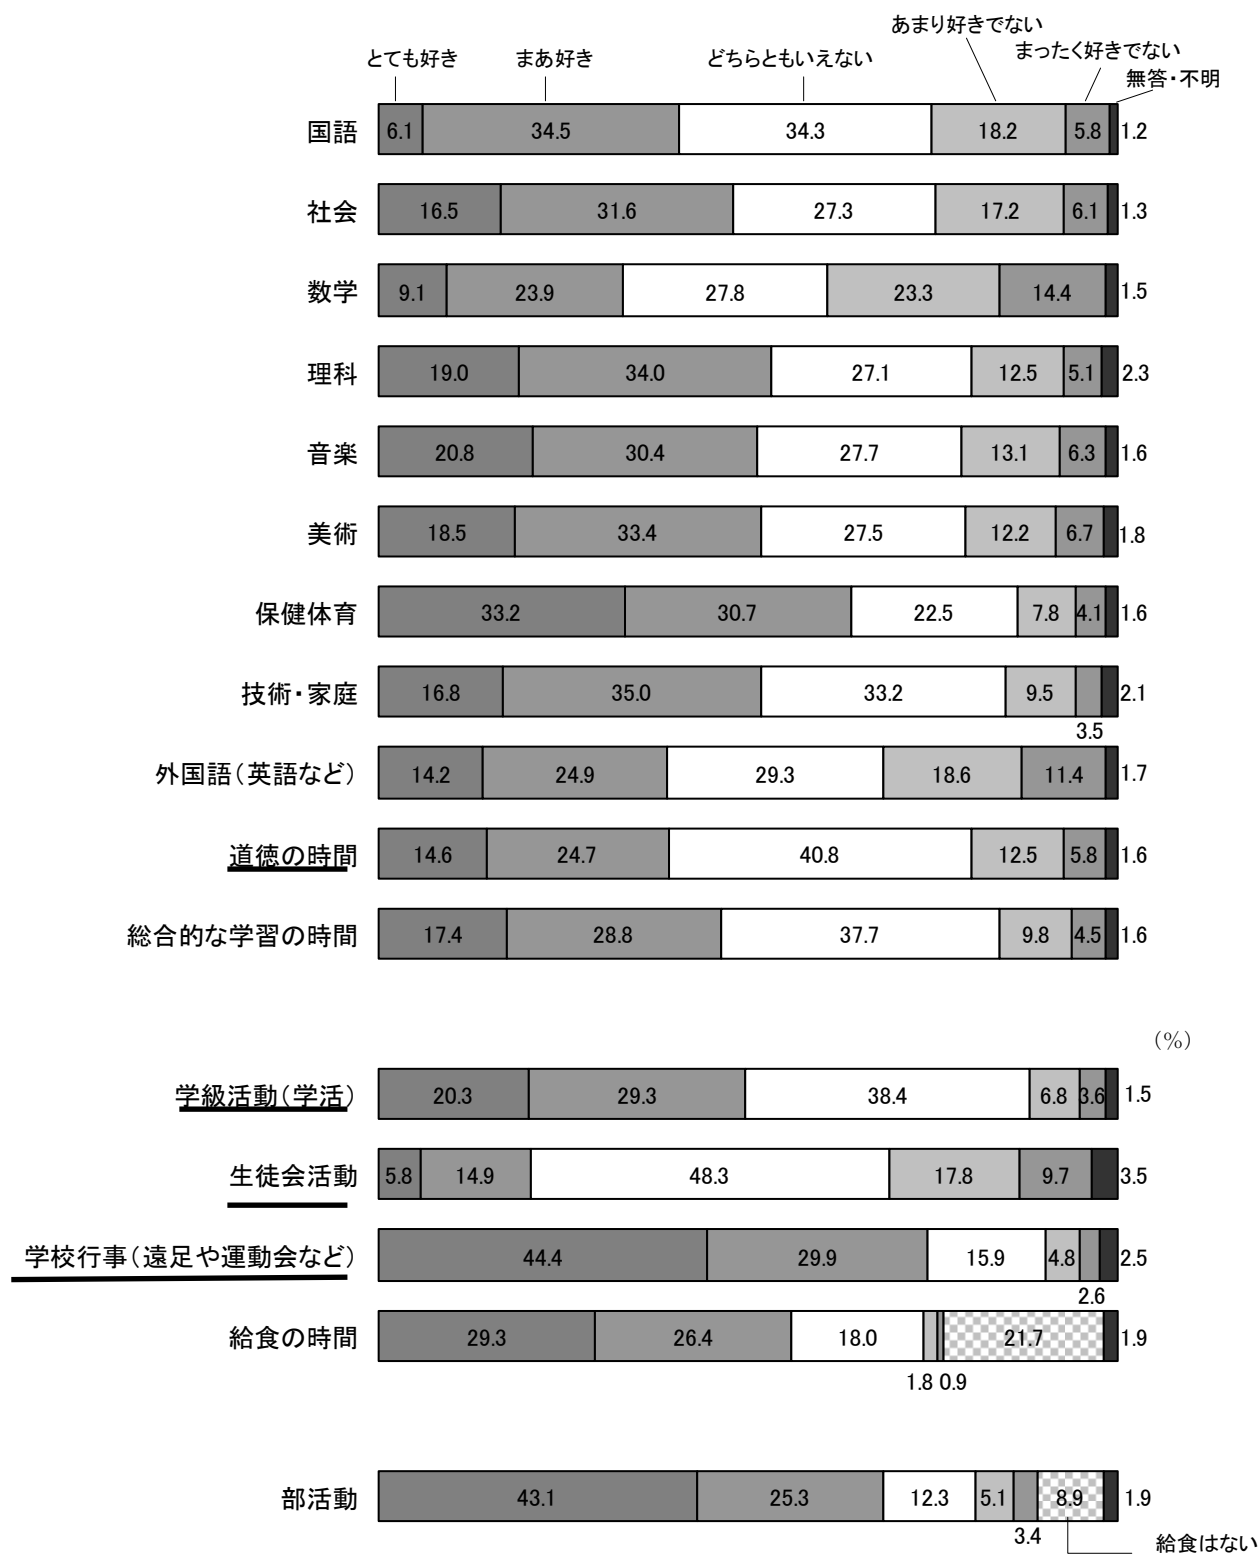 あまり好きでない
とても好き まあ好き どちらともいえない まったく好きでない
無答・不明
国語 6.1 34.5 34.3 18.2 5.8 1.2
社会 16.5 31.6 27.3 17.2 6.1 1.3
数学 9.1 23.9 27.8 23.3 14.4 1.5
理科 19.0 34.0 27.1 12.5 5.1 2.3
音楽 20.8 30.4 27.7 13.1 6.3 1.6
美術 18.5 33.4 27.5 12.2 6.7 1.8
保健体育 33.2 30.7 22.5 7.8 4.1 1.6
技術・家庭 16.8 35.0 33.2 9.5 2.1
3.5
外国語（英語など） 14.2 24.9 29.3 18.6 11.4 1.7
道徳の時間 14.6 24.7 40.8 12.5 5.8 1.6
総合的な学習の時間 17.4 28.8 37.7 9.8 4.5 1.6
（%）
学級活動（学活） 20.3 29.3 38.4 6.8 3.6 1.5
生徒会活動 5.8 14.9 48.3 17.8 9.7 3.5
学校行事（遠足や運動会など） 44.4 29.9 15.9 4.8 2.5
2.6
給食の時間 29.3 26.4 18.0 21.7 1.9
1.8 0.9
部活動 43.1 25.3 12.3 5.1 8.9 1.9
3.4
給食はない